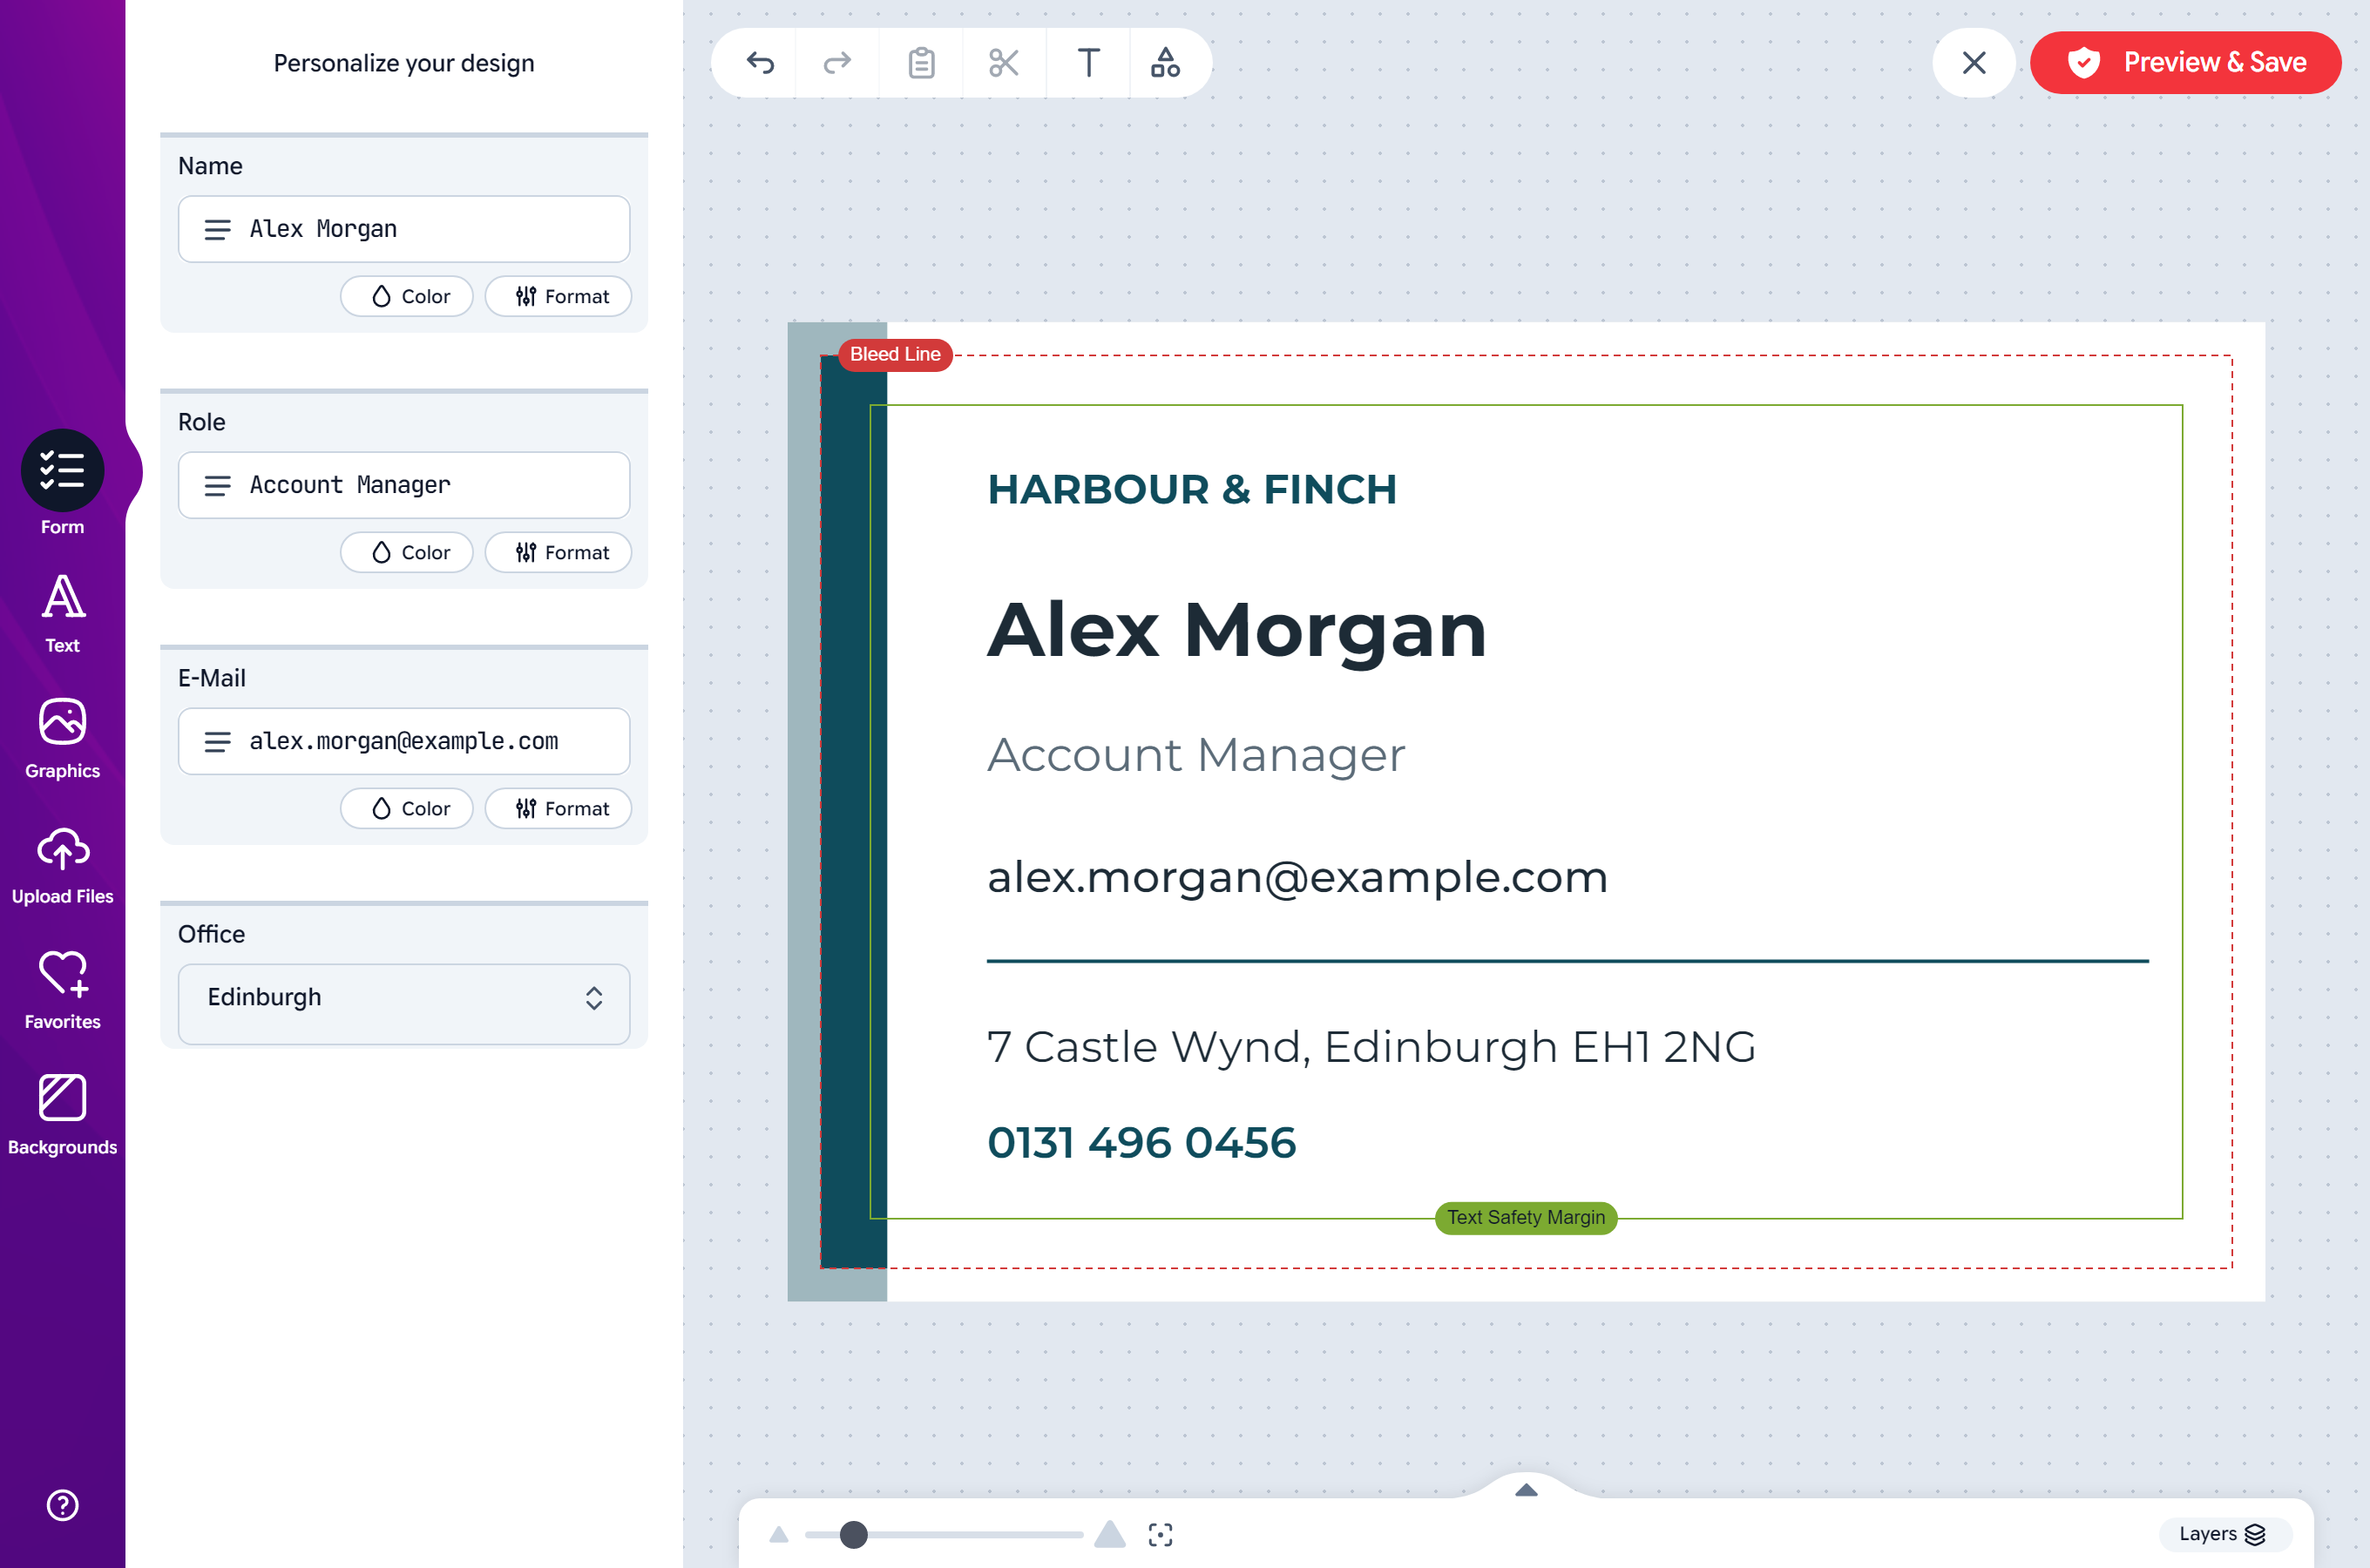 Personalize your design
Preview & Save
Name
Alex Morgan
Color
Format
Role
Account Manager
Color
Format
E-Mail
alex.morgan@example.com
Color
Format
Office
Edinburgh
Form
Text
Graphics
Upload Files
Favorites
Backgrounds
Bleed Line
HARBOUR & FINCH
Alex Morgan
Account Manager
alex.morgan@example.com
7 Castle Wynd, Edinburgh EH1 2NG
0131 496 0456
Text Safety Margin
Layers